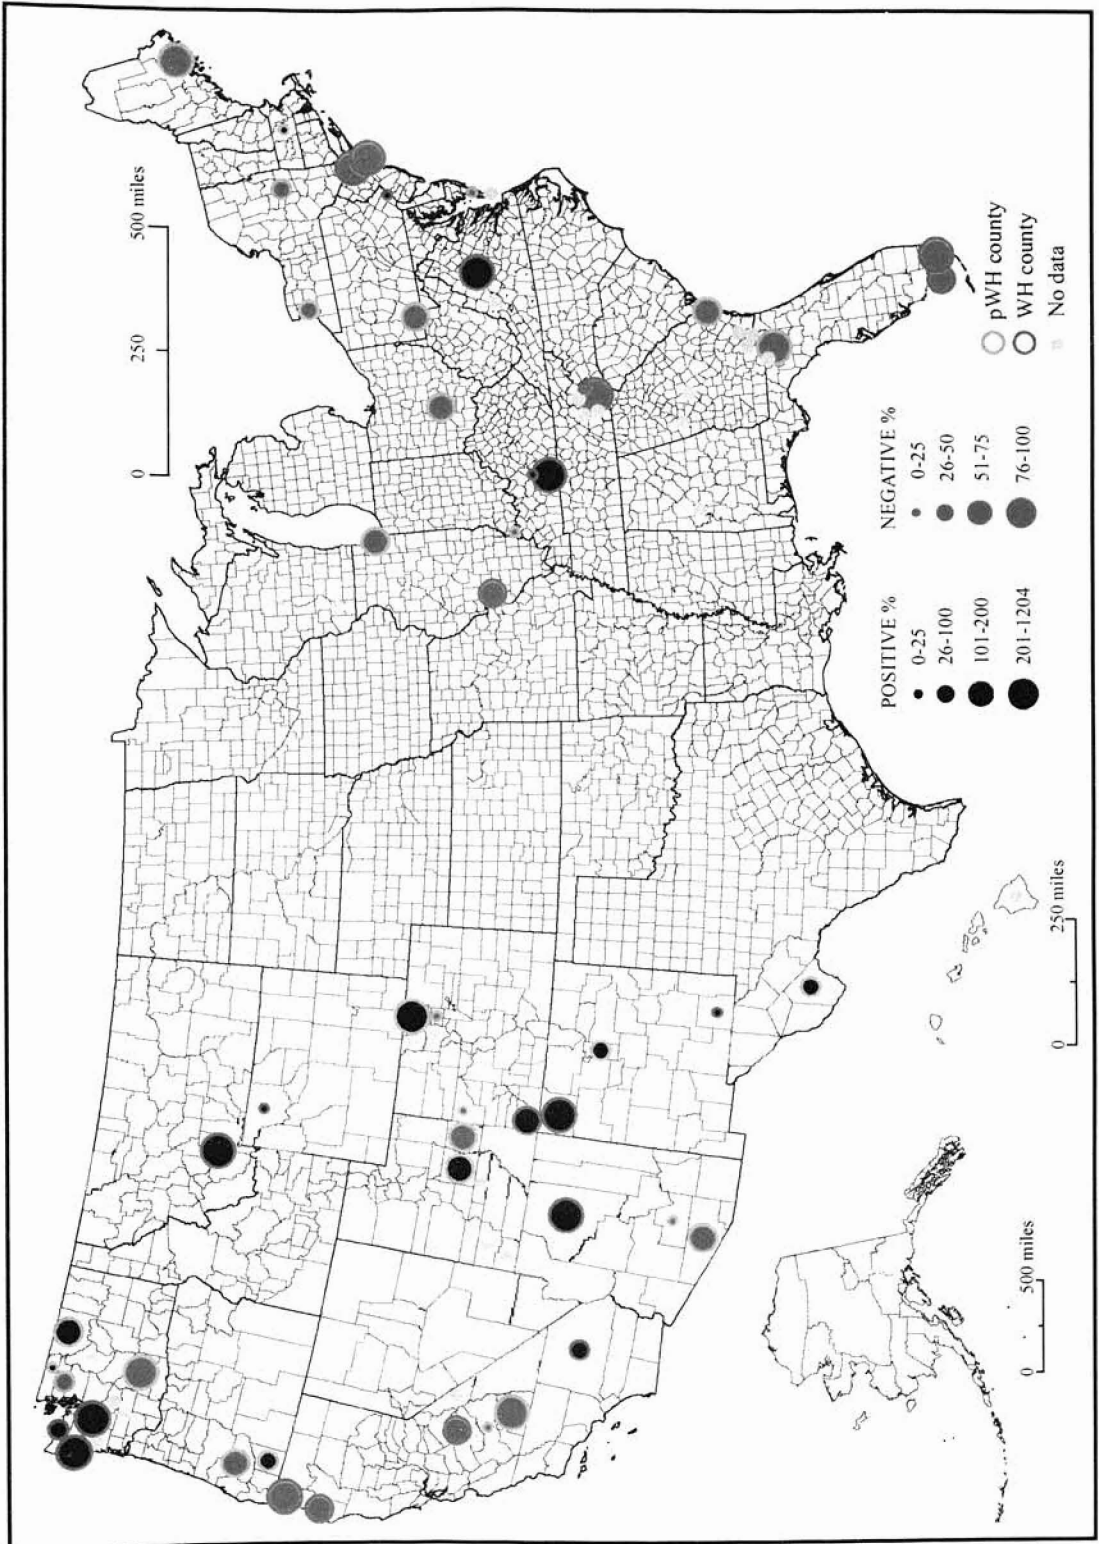 0 250 500 miles
POSITIVE %
0-25
26-100
101-200
201-1204
NEGATIVE %
0-25
26-50
51-75
76-100
pWH county
WH county
No data
0 500 miles
0 250 miles